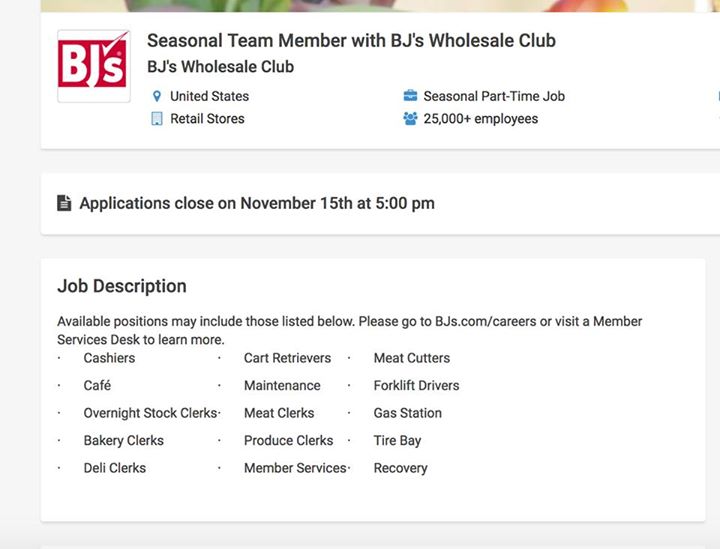 BJ's
Seasonal Team Member with BJ's Wholesale Club
BJ's Wholesale Club
United States
Seasonal Part-Time Job
Retail Stores
25,000+ employees
Applications close on November 15th at 5:00 pm
Job Description
Available positions may include those listed below. Please go to BJs.com/careers or visit a Member
Services Desk to learn more.
· Cashiers · Cart Retrievers · Meat Cutters
· Café · Maintenance · Forklift Drivers
· Overnight Stock Clerks· Meat Clerks · Gas Station
· Bakery Clerks · Produce Clerks · Tire Bay
· Deli Clerks · Member Services· Recovery